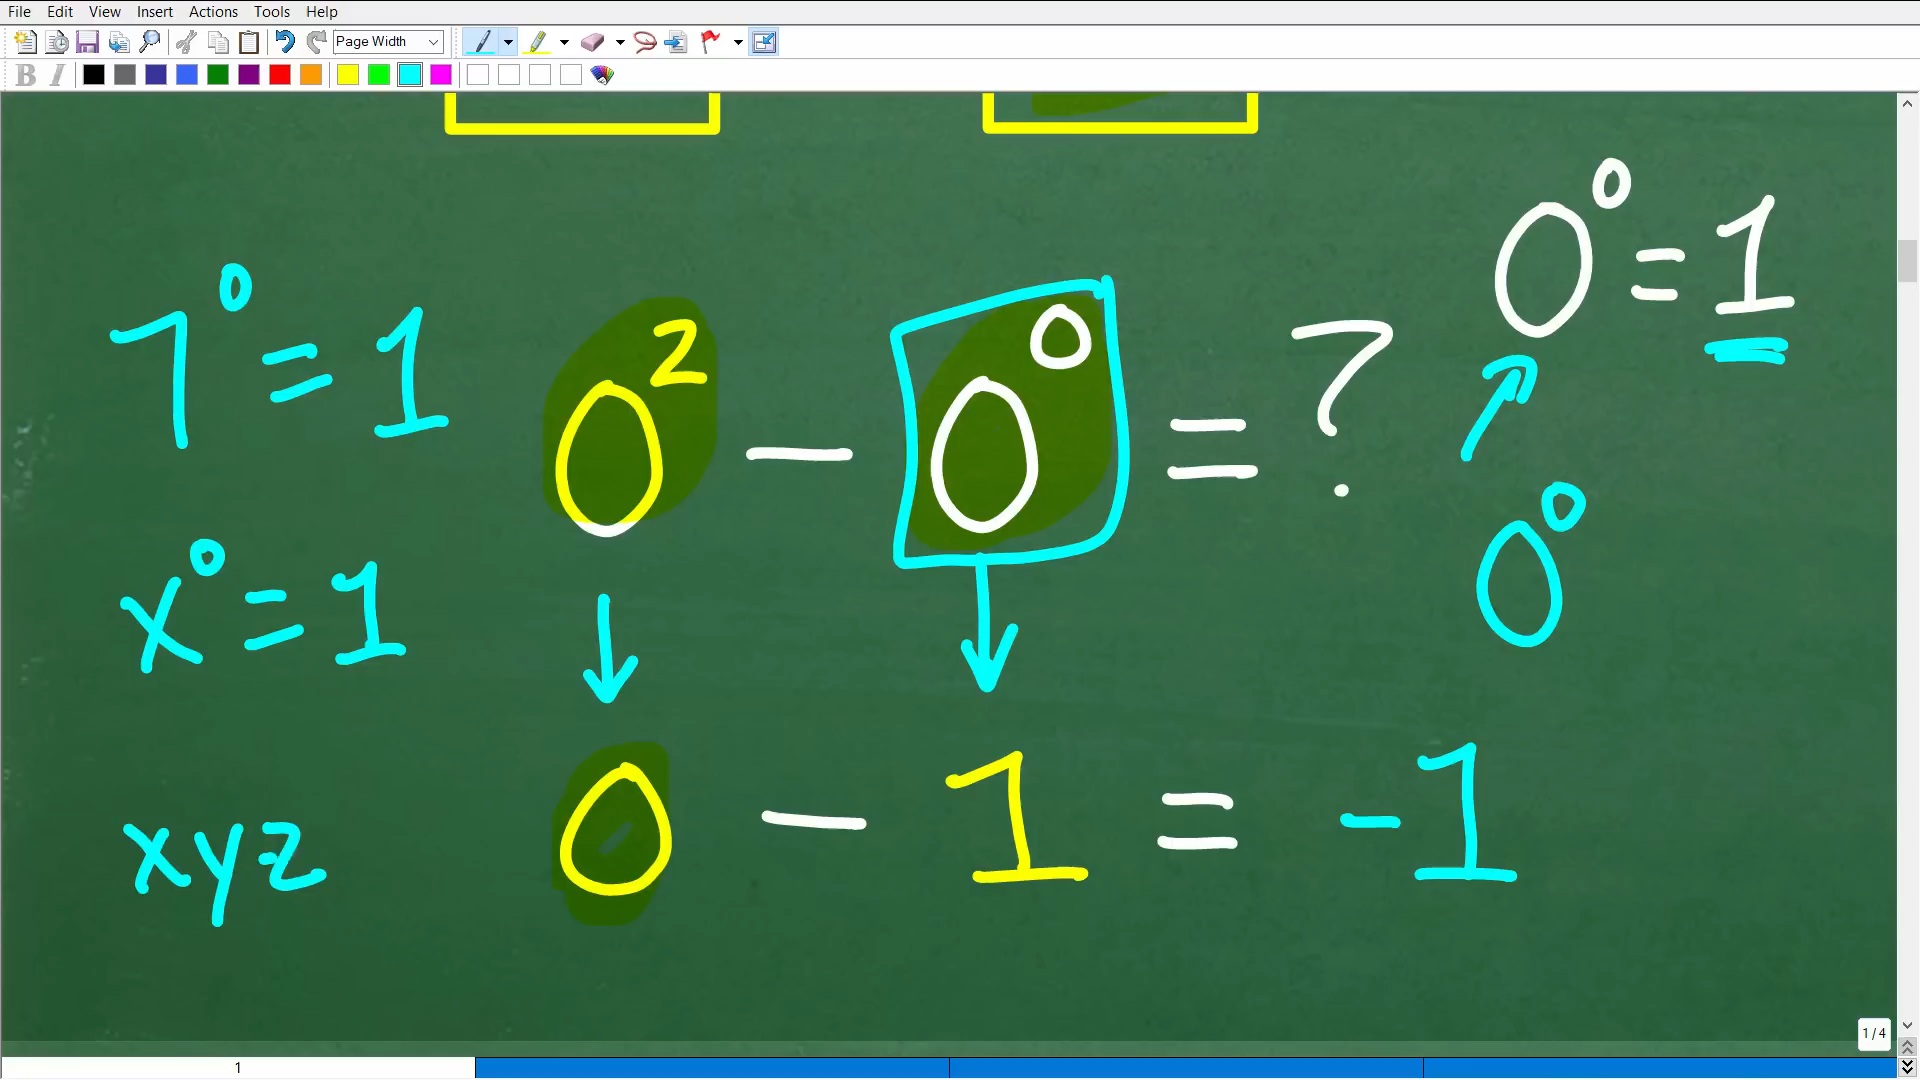 File Edit View Insert Actions Tools Help
Page Width
B I
0⁰ = 1
7⁰ = 1
0² - 0⁰ = ?
0⁰
x⁰ = 1
0 - 1 = -1
xyz
1 / 4
1